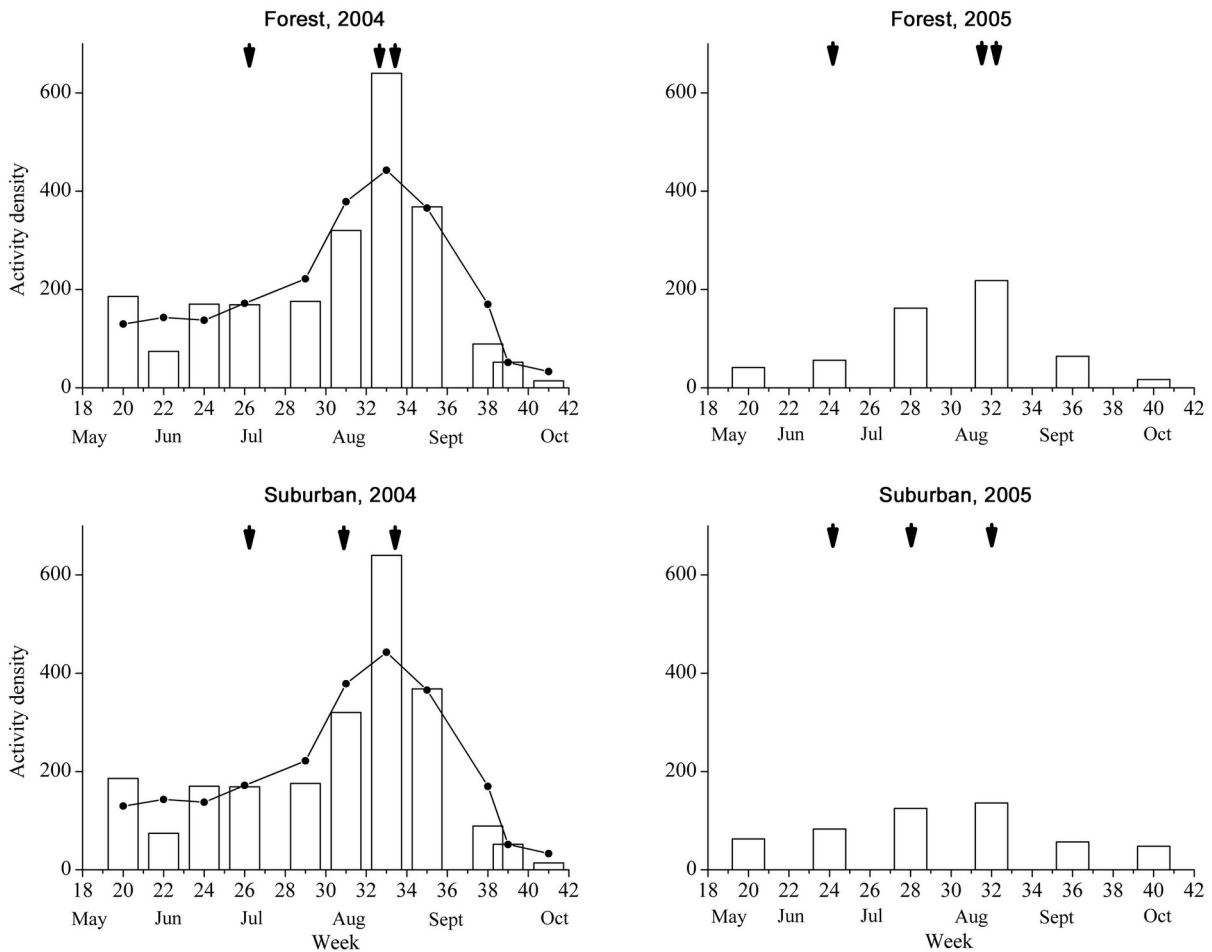 Forest, 2004
Activity density
600
400
200
0
18 20 22 24 26 28 30 32 34 36 38 40 42
May Jun Jul Aug Sept Oct
Forest, 2005
600
400
200
0
18 20 22 24 26 28 30 32 34 36 38 40 42
May Jun Jul Aug Sept Oct
Suburban, 2004
Activity density
600
400
200
0
18 20 22 24 26 28 30 32 34 36 38 40 42
May Jun Jul Aug Sept Oct
Week
Suburban, 2005
600
400
200
0
18 20 22 24 26 28 30 32 34 36 38 40 42
May Jun Jul Aug Sept Oct
Week